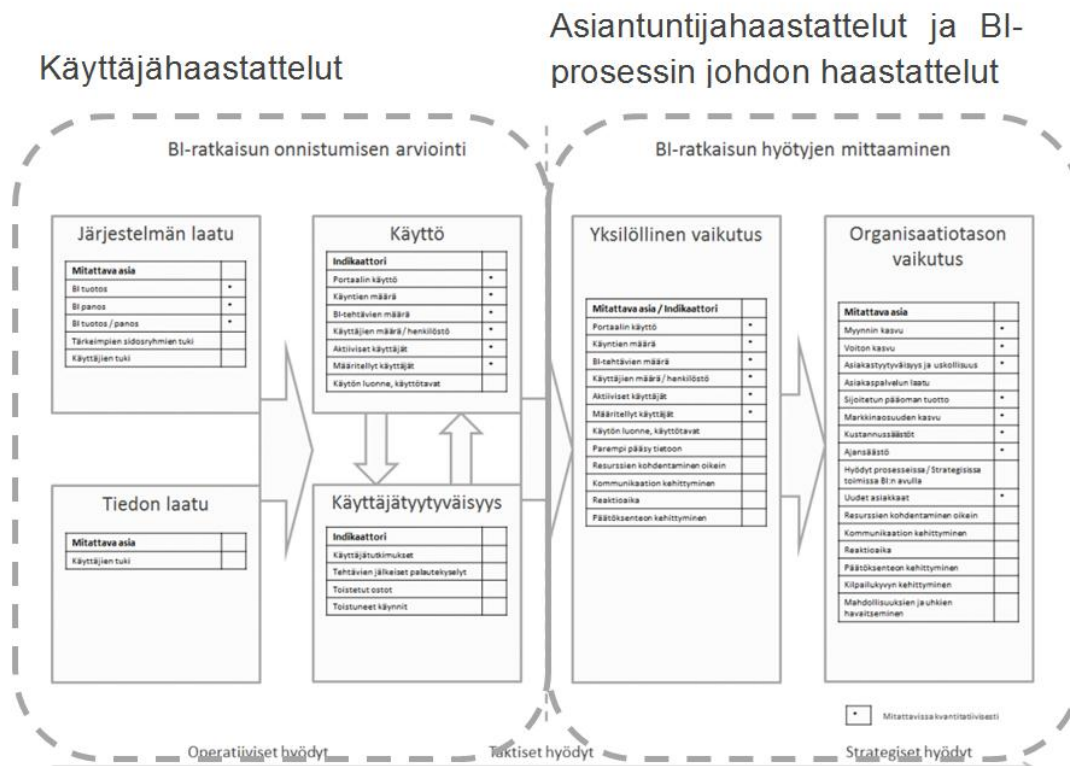 Käyttäjähaastattelut
Asiantuntijahaastattelut ja BI-
prosessin johdon haastattelut
BI-ratkaisun onnistumisen arviointi
BI-ratkaisun hyötyjen mittaaminen
Järjestelmän laatu
Mitattava asia
BI tuotos *
BI panos *
BI tuotos / panos *
Tärkeimpien sidosryhmien tuki
Käyttäjien tuki
Käyttö
Indikaattori
Portaalin käyttö *
Käyntien määrä *
BI-tehtävien määrä *
Käyttäjien määrä / henkilöstö *
Aktiiviset käyttäjät *
Määritellyt käyttäjät *
Käytön luonne, käyttötavat
Tiedon laatu
Mitattava asia
Käyttäjien tuki
Käyttäjätyytyväisyys
Indikaattori
Käyttäjätutkimukset
Tehtävien jälkeiset palautekyselyt
Toistetut ostot
Toistuneet käynnit
Yksilöllinen vaikutus
Mitattava asia / Indikaattori
Portaalin käyttö *
Käyntien määrä *
BI-tehtävien määrä *
Käyttäjien määrä / henkilöstö *
Aktiiviset käyttäjät *
Määritellyt käyttäjät *
Käytön luonne, käyttötavat
Parempi pääsy tietoon
Resurssien kohdentaminen oikein
Kommunikaation kehittyminen
Reaktioaika
Päätöksenteon kehittyminen
Organisaatiotason
vaikutus
Mitattava asia
Myynnin kasvu *
Voiton kasvu *
Asiakastyytyväisyys ja uskollisuus *
Asiakaspalvelun laatu
Sijoitetun pääoman tuotto *
Markkinaosuuden kasvu *
Kustannussäästöt *
Ajansäästö *
Hyödyt prosesseissa / Strategisissa
toimissa BI:n avulla
Uudet asiakkaat *
Resurssien kohdentaminen oikein
Kommunikaation kehittyminen
Reaktioaika
Päätöksenteon kehittyminen
Kilpailukyvyn kehittyminen
Mahdollisuuksien ja uhkien
havaitseminen
* Mitattavissa kvantitatiivisesti
Operatiiviset hyödyt
Taktiset hyödyt
Strategiset hyödyt